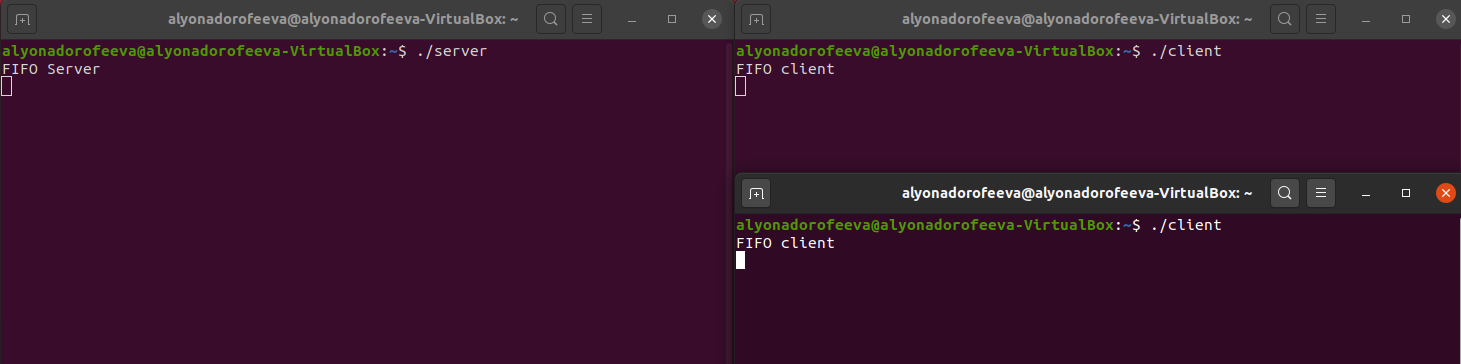 alyonadorofeeva@alyonadorofeeva-VirtualBox: ~
alyonadorofeeva@alyonadorofeeva-VirtualBox:~$ ./server
FIFO Server
alyonadorofeeva@alyonadorofeeva-VirtualBox: ~
alyonadorofeeva@alyonadorofeeva-VirtualBox:~$ ./client
FIFO client
alyonadorofeeva@alyonadorofeeva-VirtualBox: ~
alyonadorofeeva@alyonadorofeeva-VirtualBox:~$ ./client
FIFO client